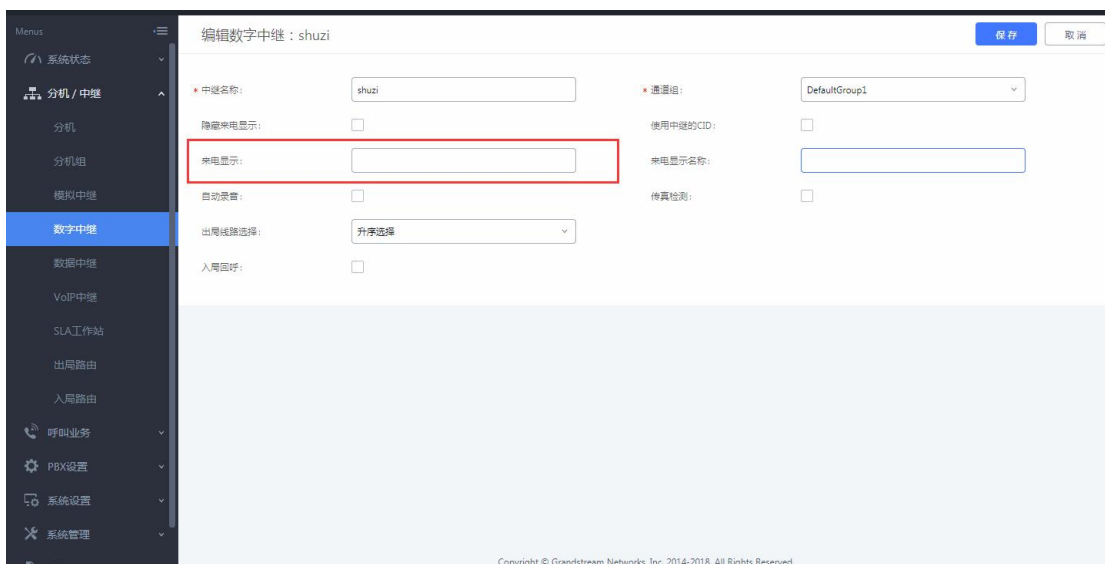 Menus
系统状态
分机 / 中继
分机
分机组
模拟中继
数字中继
数据中继
VoIP中继
SLA工作站
出局路由
入局路由
呼叫业务
PBX设置
系统设置
系统管理
编辑数字中继：shuzi
保存 取消
* 中继名称： shuzi * 通道组： DefaultGroup1
隐藏来电显示： 使用中继的CID：
来电显示： 来电显示名称：
自动录音： 传真检测：
出局线路选择： 升序选择
入局回呼：
Copyright © Grandstream Networks, Inc. 2014-2018. All Rights Reserved.